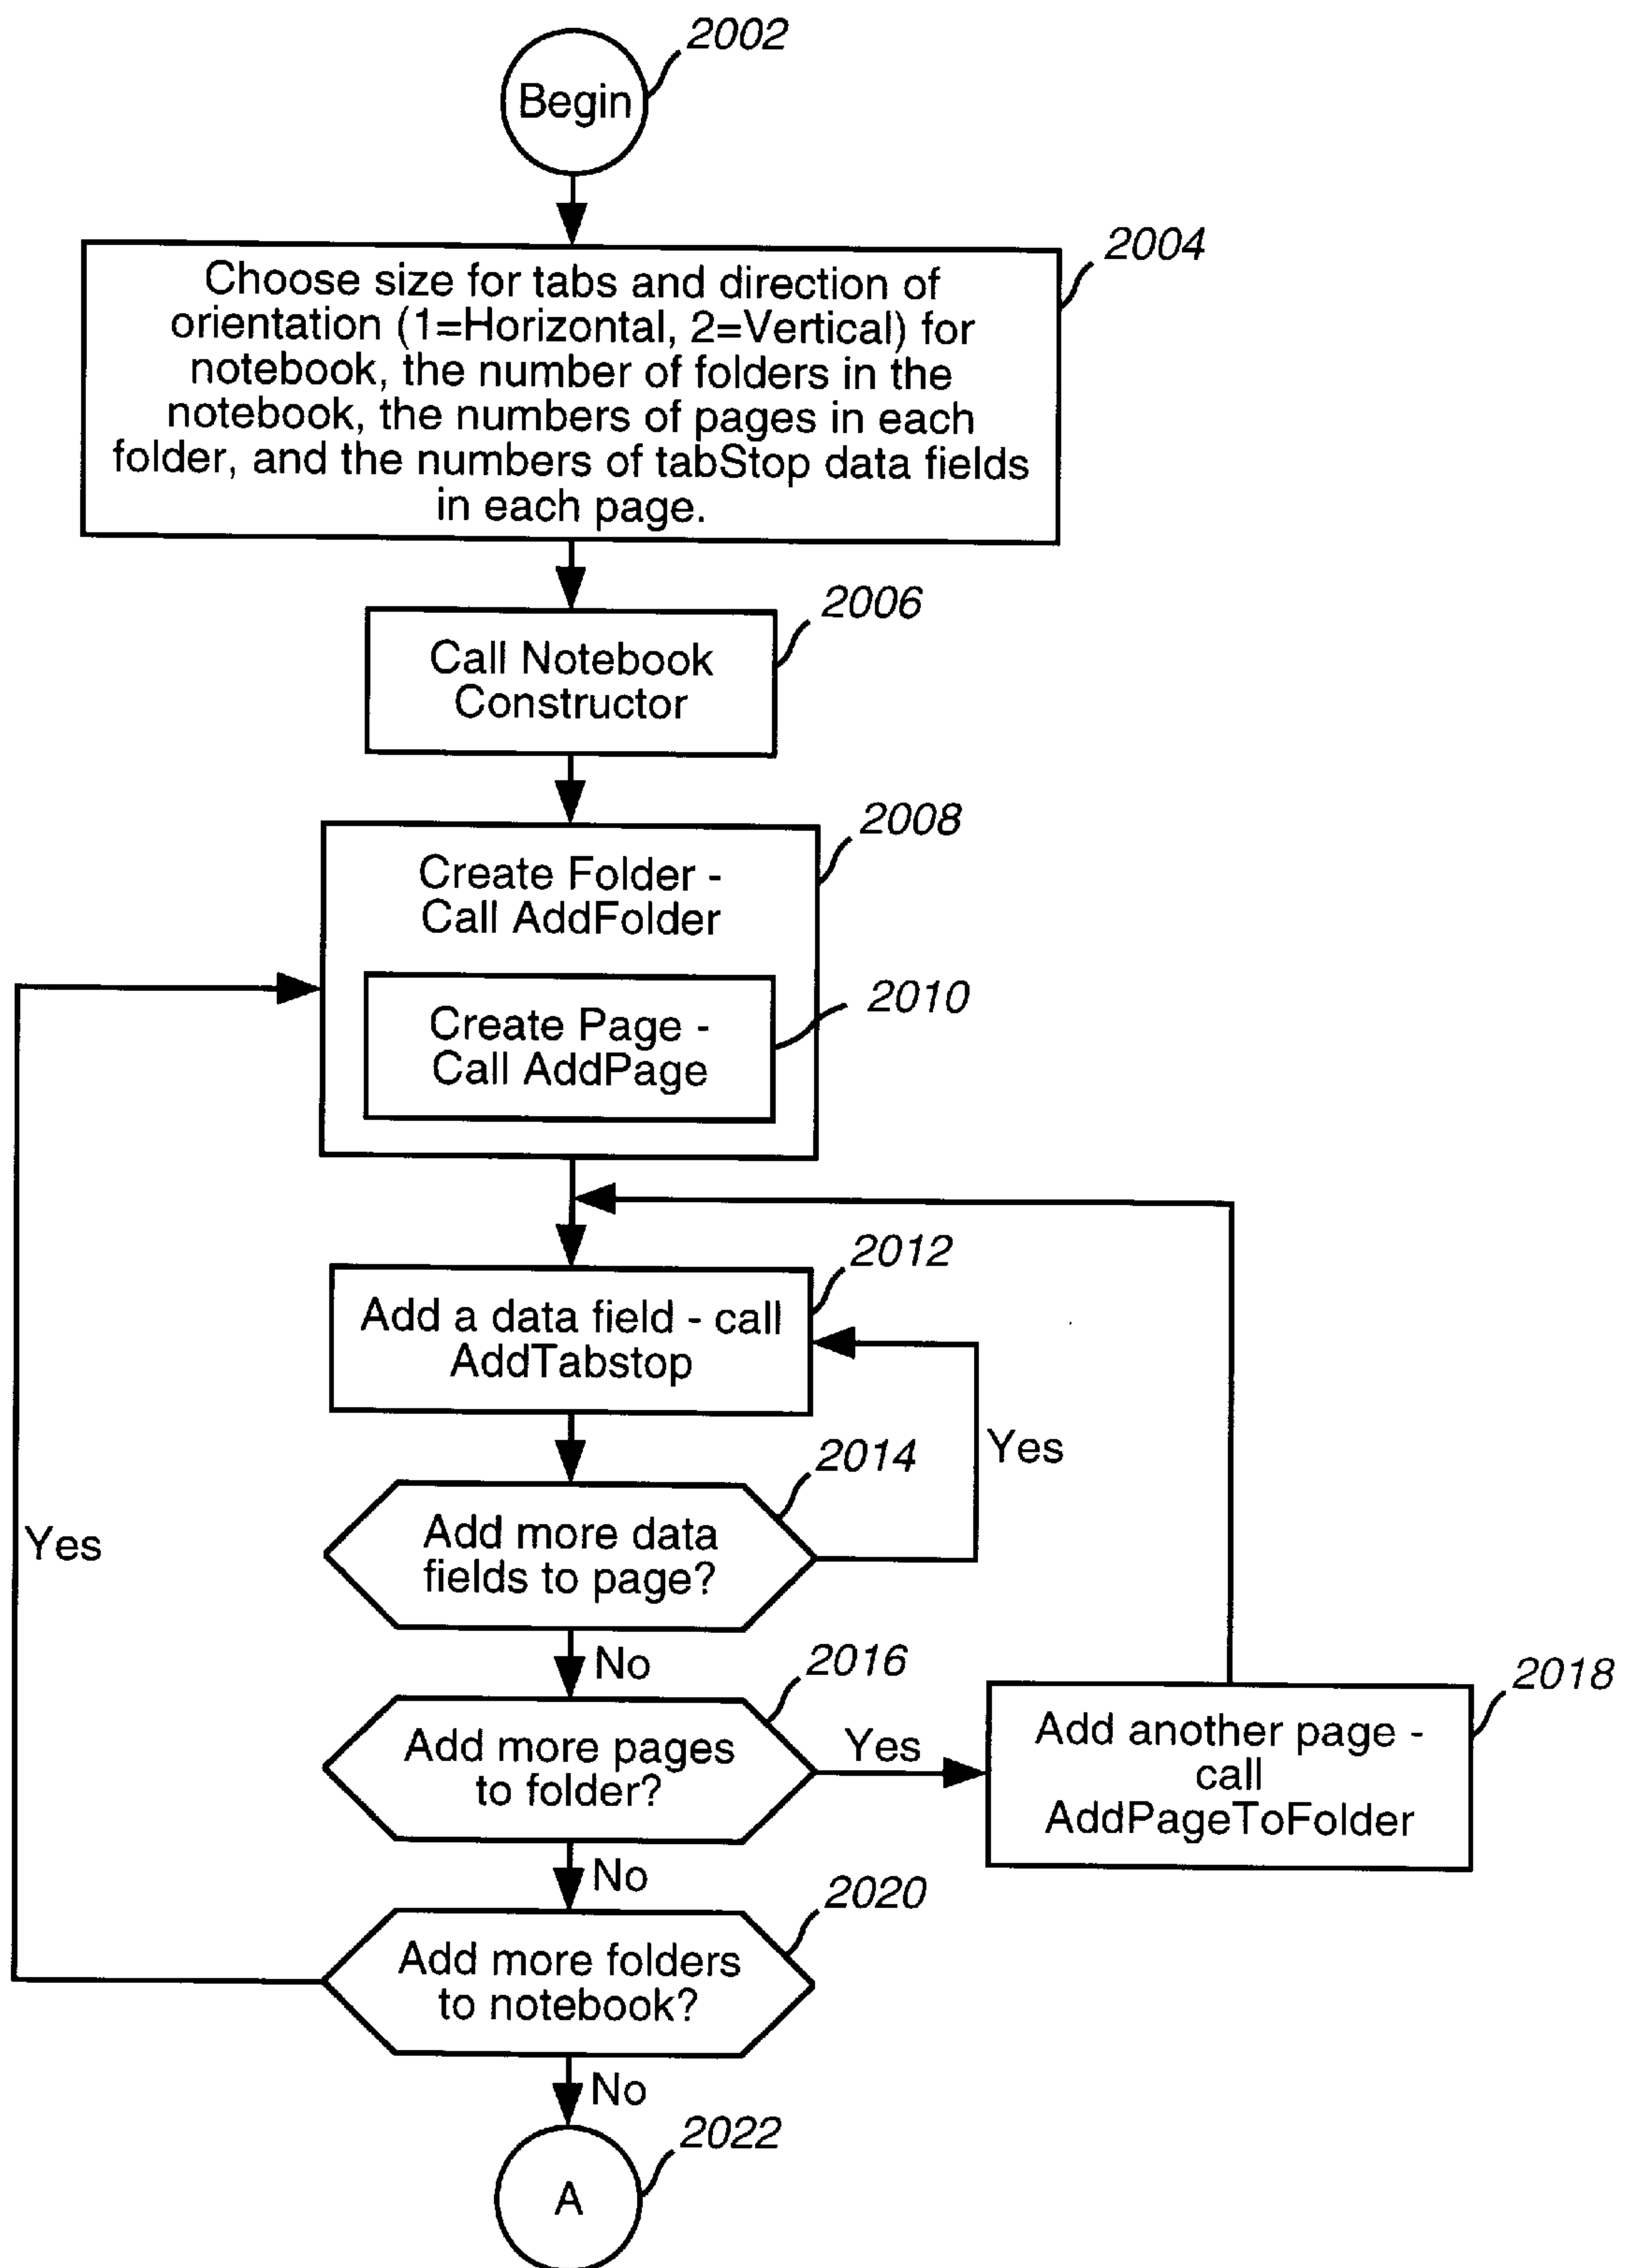 2002
Begin
2004
Choose size for tabs and direction of
orientation (1=Horizontal, 2=Vertical) for
notebook, the number of folders in the
notebook, the numbers of pages in each
folder, and the numbers of tabStop data fields
in each page.
2006
Call Notebook
Constructor
2008
Create Folder -
Call AddFolder
2010
Create Page -
Call AddPage
2012
Add a data field - call
AddTabstop
Yes
2014
Add more data
fields to page?
Yes
No
2016
Add more pages
to folder?
Yes
2018
Add another page -
call
AddPageToFolder
No
2020
Add more folders
to notebook?
No
2022
A